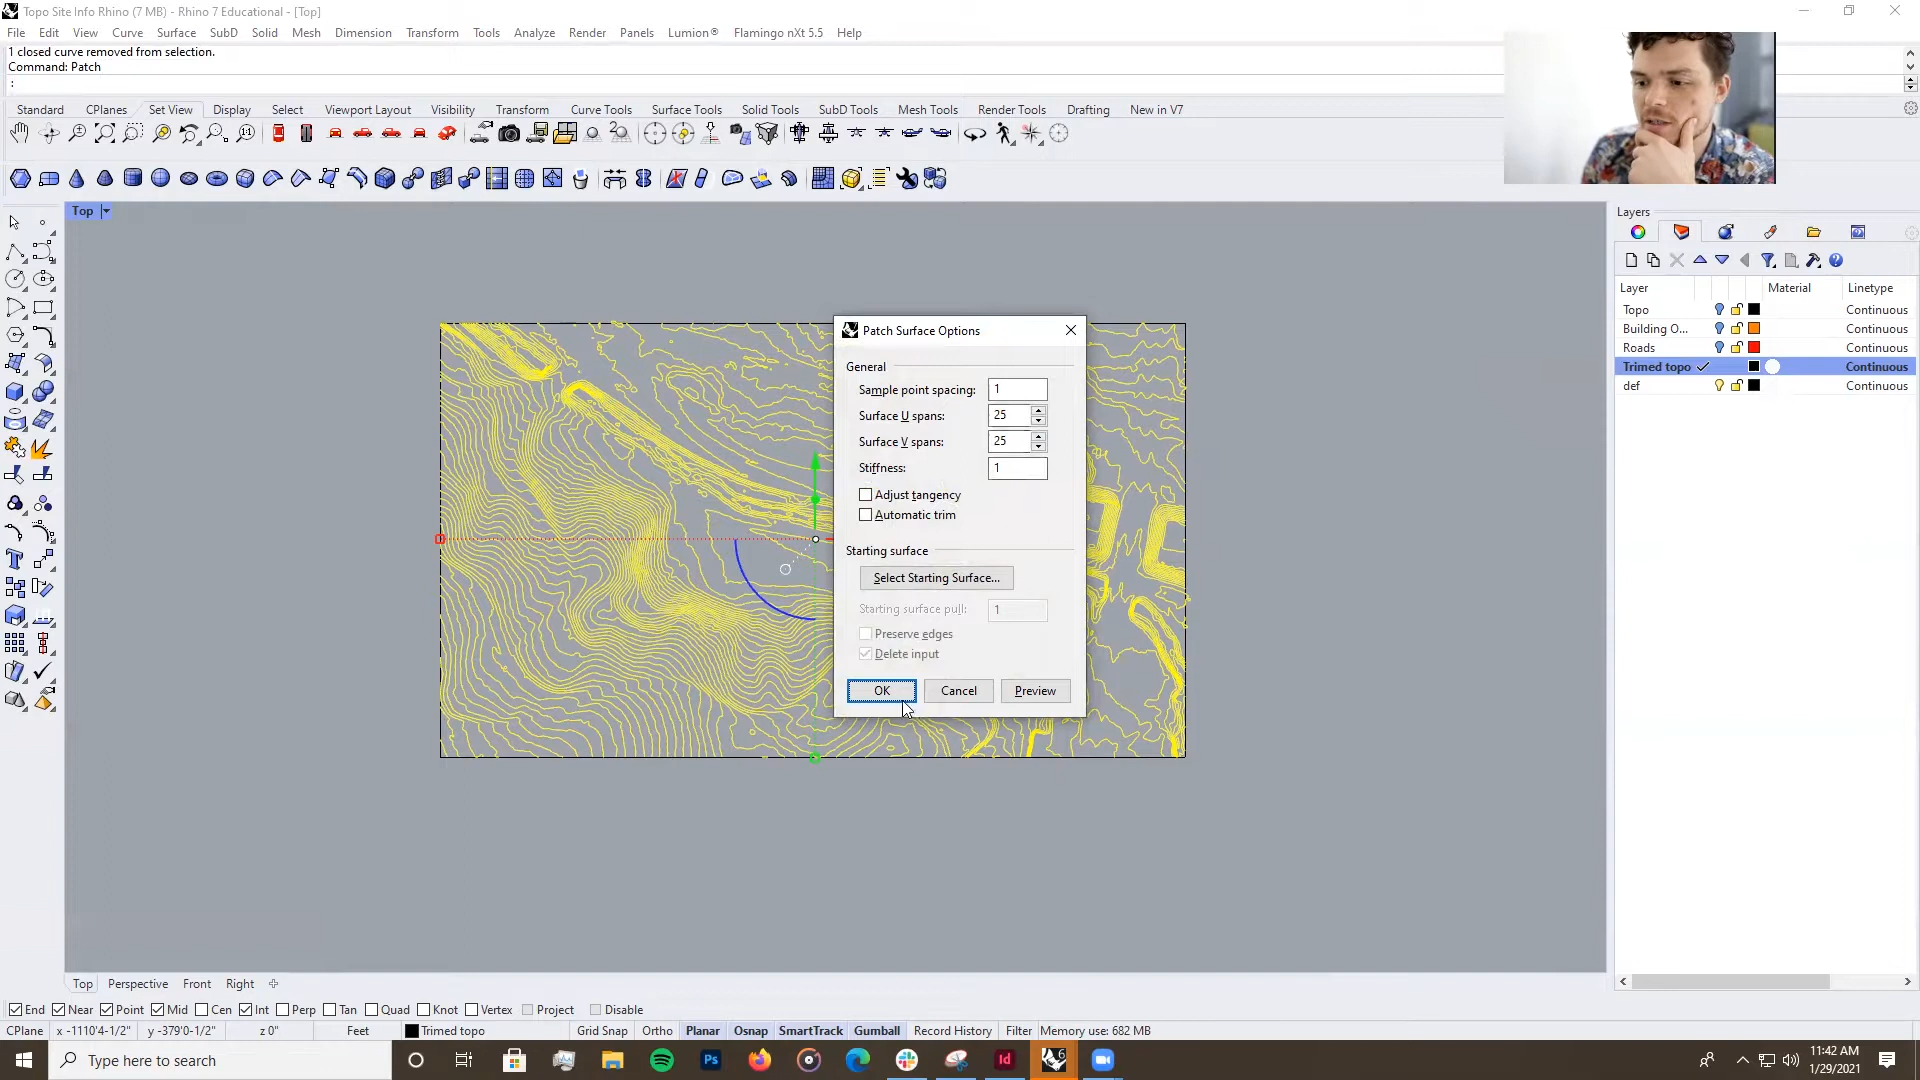 Topo Site Info Rhino (7 MB) - Rhino 7 Educational - [Top]
File Edit View Curve Surface SubD Solid Mesh Dimension Transform Tools Analyze Render Panels Lumion® Flamingo nXt 5.5 Help
1 closed curve removed from selection.
Command: Patch
:
Standard CPlanes Set View Display Select Viewport Layout Visibility Transform Curve Tools Surface Tools Solid Tools SubD Tools Mesh Tools Render Tools Drafting New in V7
Top
Layers
Layer Material Linetype
Topo Continuous
Building O... Continuous
Roads Continuous
Trimed topo Continuous
def Continuous
Patch Surface Options
General
Sample point spacing: 1
Surface U spans: 25
Surface V spans: 25
Stiffness: 1
Adjust tangency
Automatic trim
Starting surface
Select Starting Surface...
Starting surface pull: 1
Preserve edges
Delete input
OK Cancel Preview
Top Perspective Front Right
End Near Point Mid Cen Int Perp Tan Quad Knot Vertex Project Disable
CPlane x -1110'4-1/2" y -379'0-1/2" z 0" Feet Trimed topo Grid Snap Ortho Planar Osnap SmartTrack Gumball Record History Filter Memory use: 682 MB
Type here to search
Ps
Id
6
11:42 AM
1/29/2021